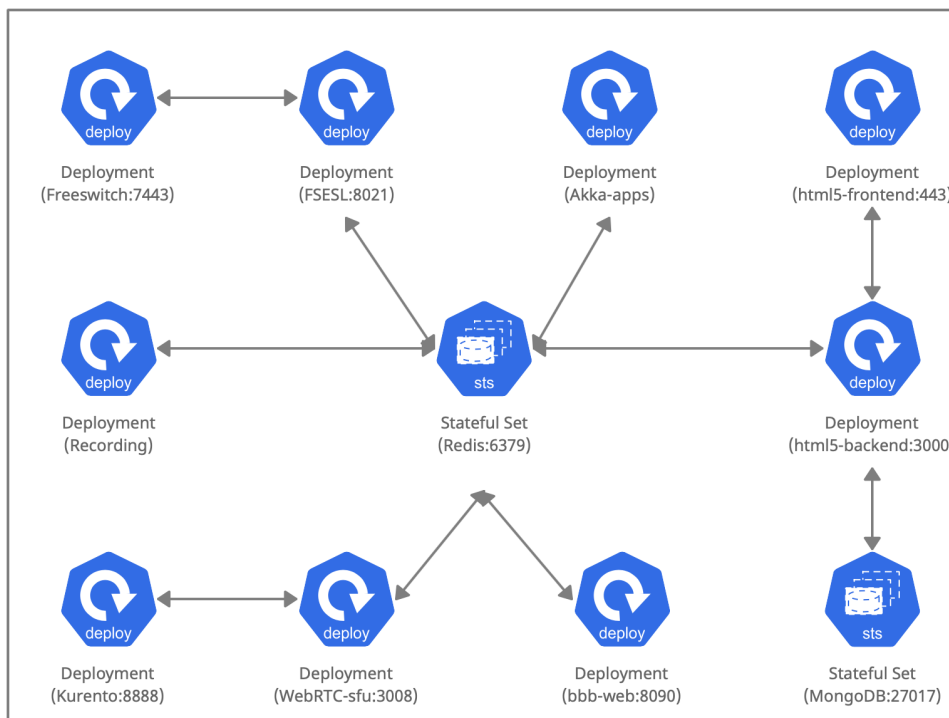 deploy
deploy
deploy
deploy
Deployment
(Freeswitch:7443)
Deployment
(FSESL:8021)
Deployment
(Akka-apps)
Deployment
(html5-frontend:443)
deploy
sts
deploy
Deployment
(Recording)
Stateful Set
(Redis:6379)
Deployment
(html5-backend:3000
deploy
deploy
deploy
sts
Deployment
(Kurento:8888)
Deployment
(WebRTC-sfu:3008)
Deployment
(bbb-web:8090)
Stateful Set
(MongoDB:27017)